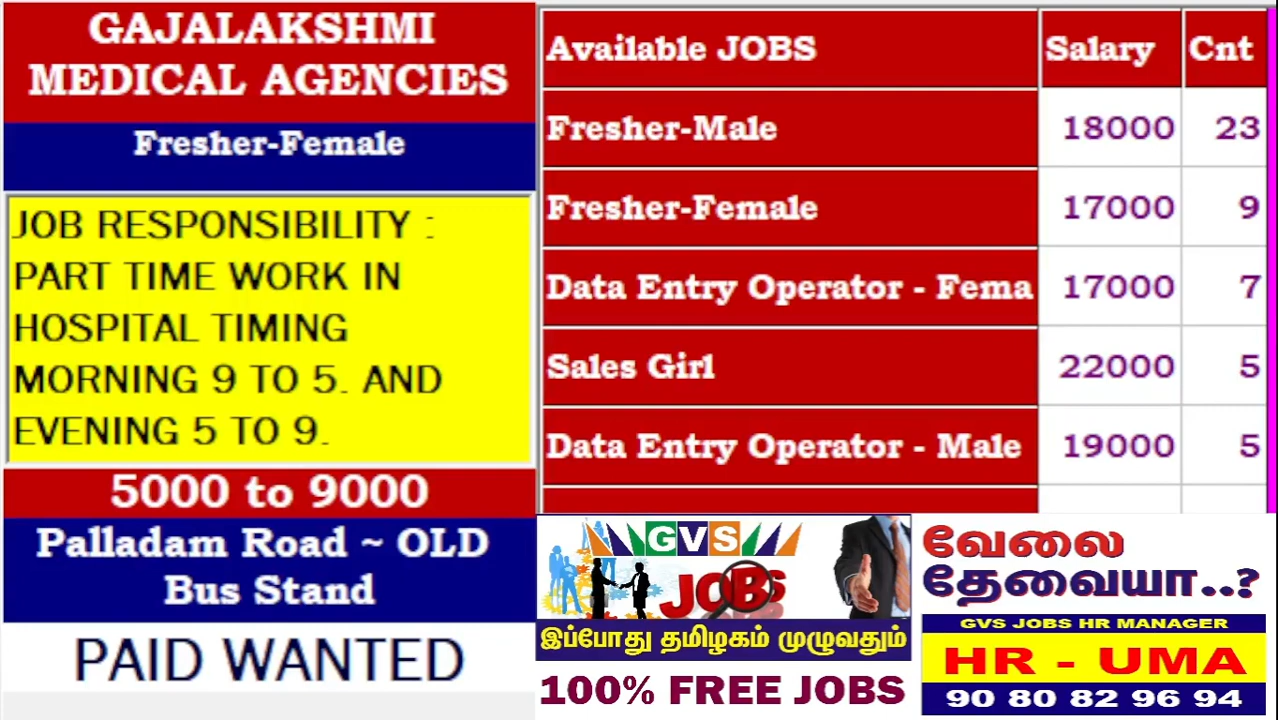 GAJALAKSHMI
MEDICAL AGENCIES
Fresher-Female
JOB RESPONSIBILITY :
PART TIME WORK IN
HOSPITAL TIMING
MORNING 9 TO 5. AND
EVENING 5 TO 9.
5000 to 9000
Palladam Road ~ OLD
Bus Stand
PAID WANTED
Available JOBS Salary Cnt
Fresher-Male 18000 23
Fresher-Female 17000 9
Data Entry Operator - Fema 17000 7
Sales Girl 22000 5
Data Entry Operator - Male 19000 5
GVS
JOBS
இப்போது தமிழகம் முழுவதும்
100% FREE JOBS
வேலை
தேவையா..?
GVS JOBS HR MANAGER
HR - UMA
90 80 82 96 94